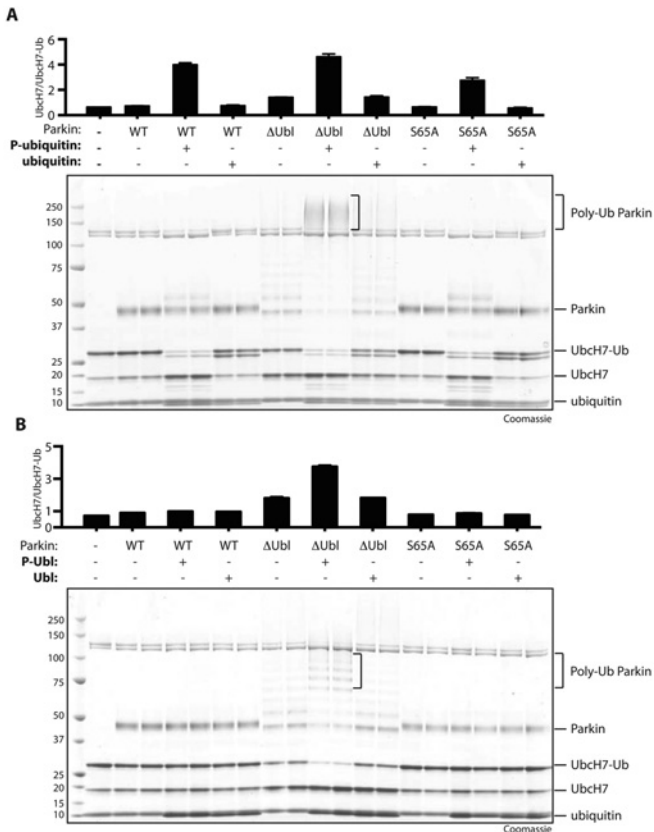 A
UbcH7/UbcH7-Ub
6
4
2
0
Parkin: - WT WT WT ΔUbl ΔUbl ΔUbl S65A S65A S65A
P-ubiquitin: - - + - - + - - + -
ubiquitin: - - - + - - + - - +
250
150
100
75
50
37
25
20
15
10
Poly-Ub Parkin
Parkin
UbcH7-Ub
UbcH7
ubiquitin
Coomassie
B
UbcH7/UbcH7-Ub
5
3
1
0
Parkin: - WT WT WT ΔUbl ΔUbl ΔUbl S65A S65A S65A
P-Ubl: - - + - - + - - + -
Ubl: - - - + - - + - - +
250
150
100
75
50
37
25
20
15
10
Poly-Ub Parkin
Parkin
UbcH7-Ub
UbcH7
ubiquitin
Coomassie